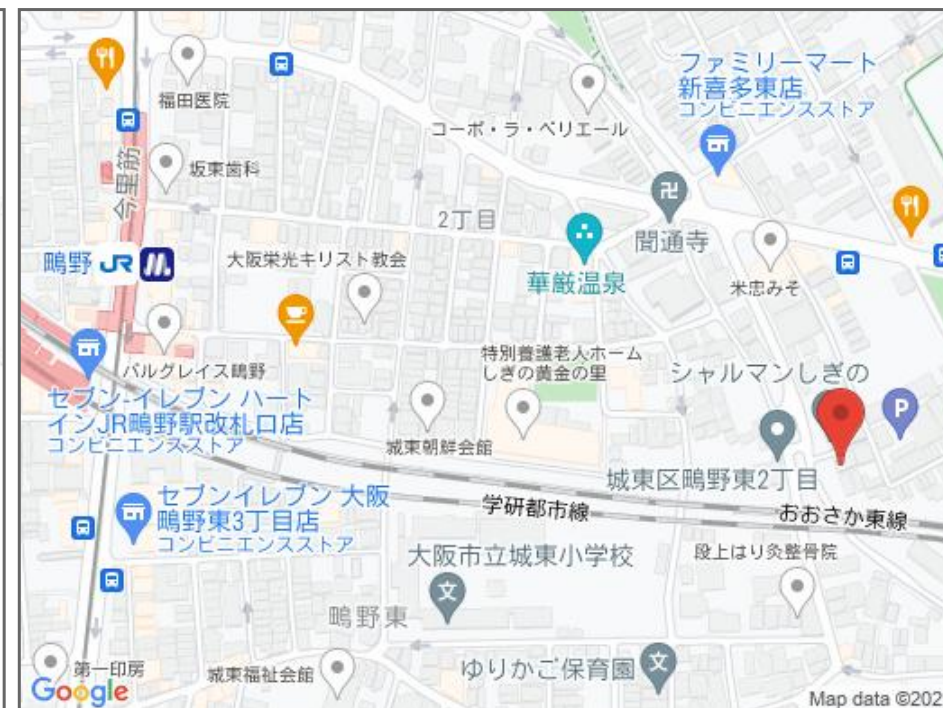 福田医院
ファミリーマート
新喜多東店
コンビニエンスストア
コーポ・ラ・ベリエール
坂東歯科
今里筋
2丁目
聞通寺
鴫野 JR
大阪栄光キリスト教会
華厳温泉
米忠みそ
特別養護老人ホーム
しぎの黄金の里
シャルマンしぎの
パルグレイス鴫野
セブン-イレブン ハート
インJR鴫野駅改札口店
コンビニエンスストア
P
城東朝鮮会館
城東区鴫野東2丁目
セブンイレブン 大阪
鴫野東3丁目店
コンビニエンスストア
学研都市線
おおさか東線
大阪市立城東小学校
段上はり灸整骨院
文
鴫野東
第一印房
城東福祉会館
ゆりかご保育園
文
Google
Map data ©202